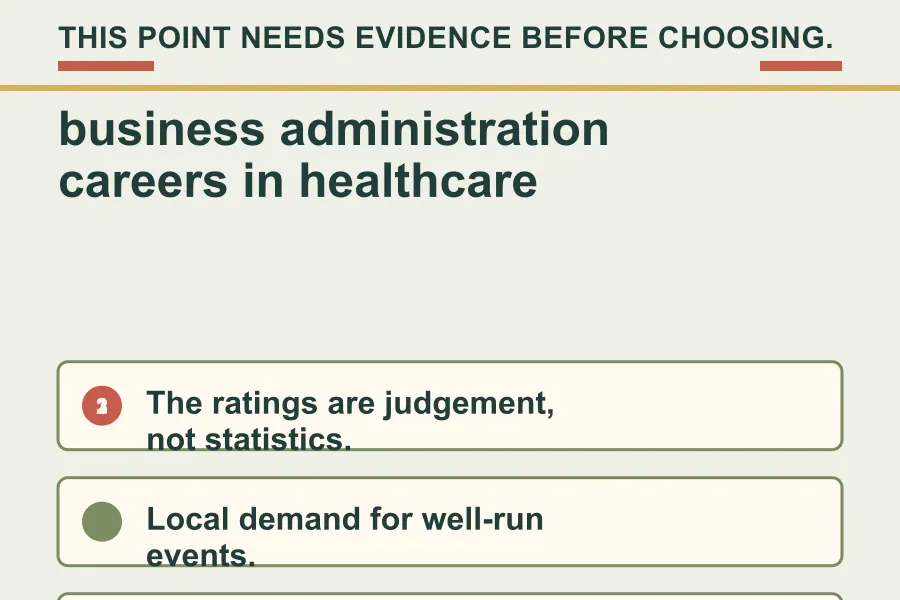 THIS POINT NEEDS EVIDENCE BEFORE CHOOSING.
business administration
careers in healthcare
The ratings are judgement,
not statistics.
Local demand for well-run
events.